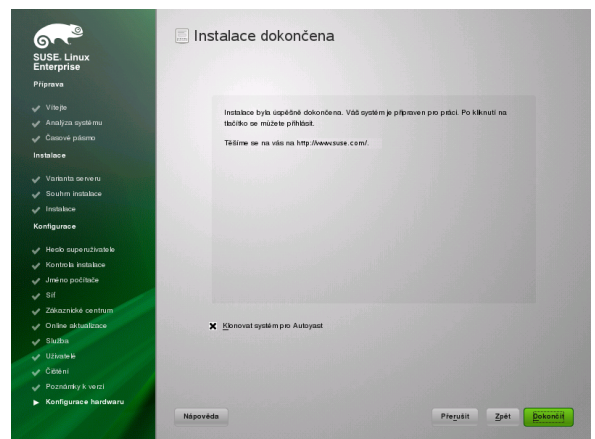 SUSE. Linux
Enterprise
Příprava
Vítejte
Analýza systému
Časové pásmo
Instalace
Varianta serveru
Souhrn instalace
Instalace
Konfigurace
Heslo superuživatele
Kontrola instalace
Jméno počítače
Síť
Zákaznické centrum
Online aktualizace
Služba
Uživatelé
Čištění
Poznámky k verzi
Konfigurace hardwaru
Instalace dokončena
Instalace byla úspěšně dokončena. Váš systém je připraven pro práci. Po kliknutí na
tlačítko se můžete přihlásit.
Těšíme se na vás na http://www.suse.com/.
Klonovat systém pro Autoyast
Nápověda
Přerušit
Zpět
Dokončit